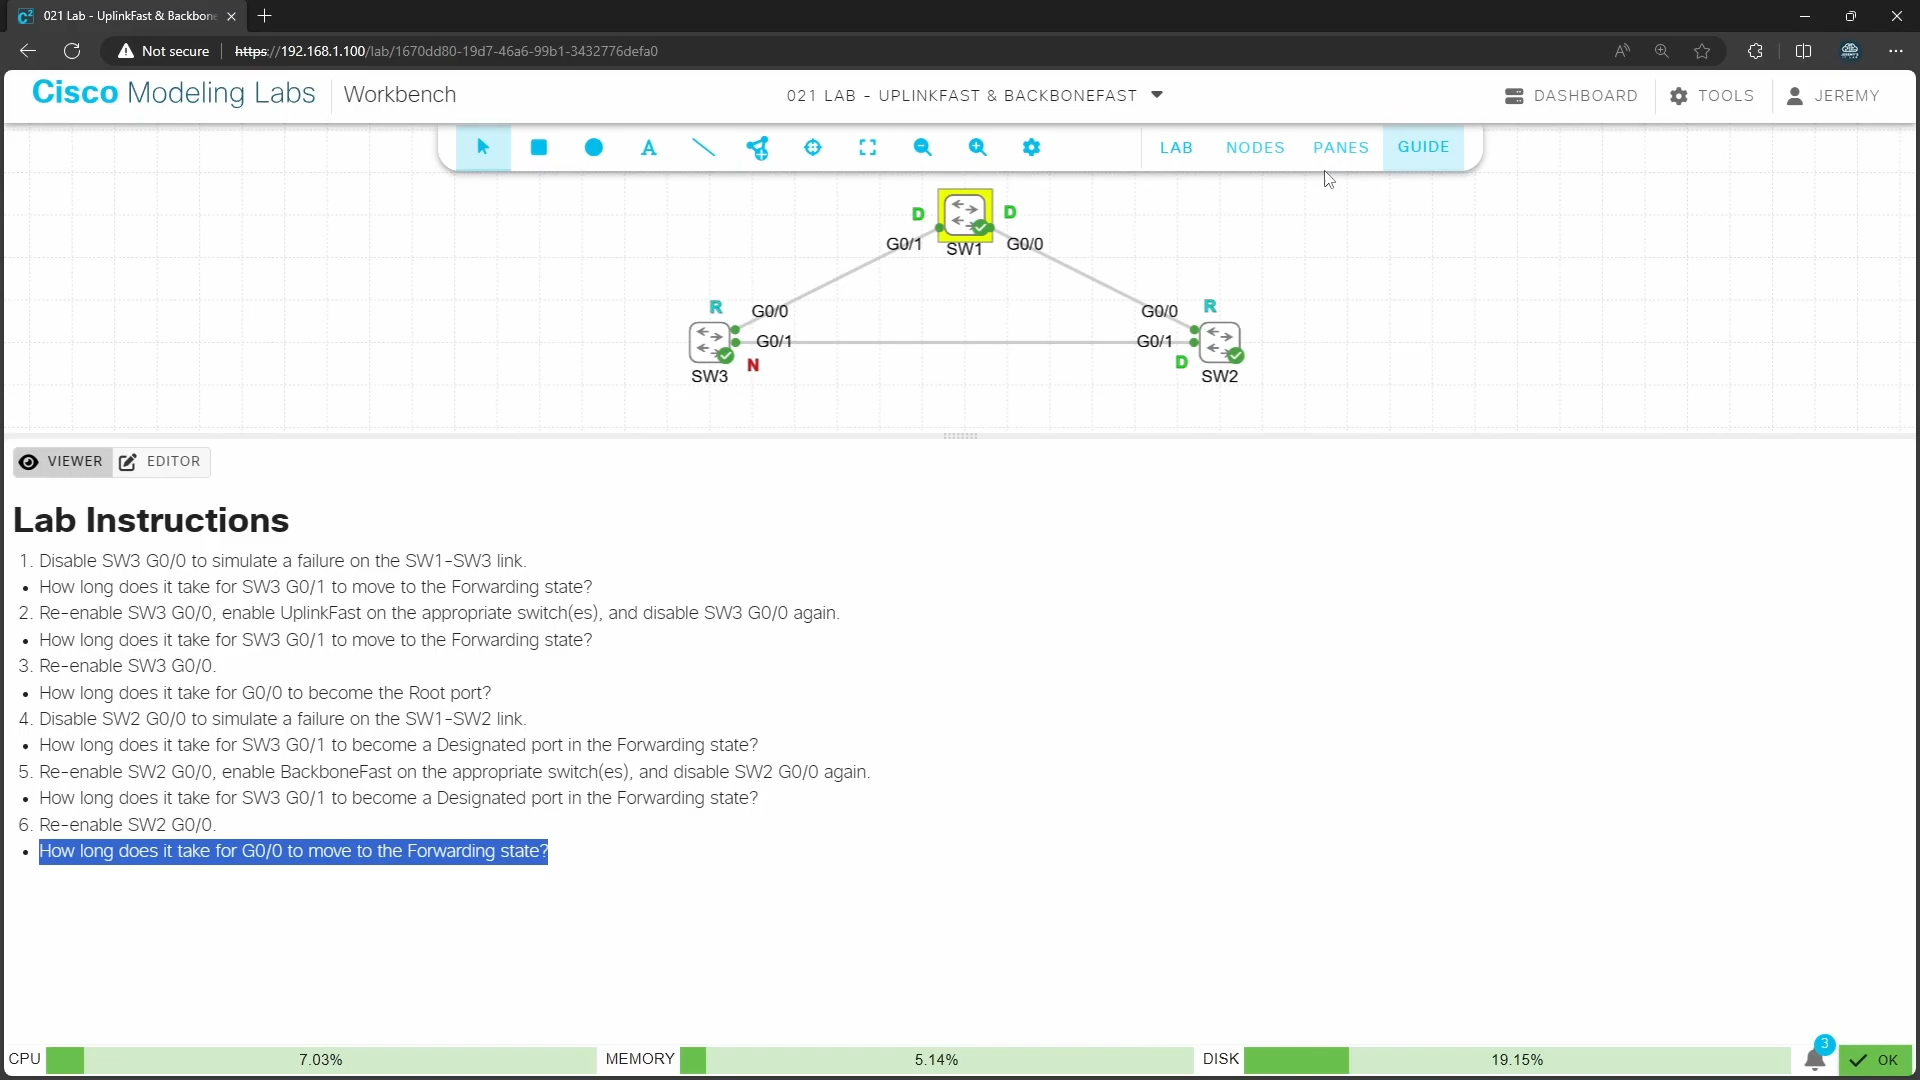 021 Lab - UplinkFast & Backbone
Not secure
https://192.168.1.100/lab/1670dd80-19d7-46a6-99b1-3432776defa0
Cisco Modeling Labs
Workbench
021 LAB - UPLINKFAST & BACKBONEFAST
DASHBOARD
TOOLS
JEREMY
A
LAB
NODES
PANES
GUIDE
D
D
G0/1
SW1
G0/0
R
G0/0
G0/0
R
G0/1
G0/1
SW3
N
D
SW2
VIEWER
EDITOR
Lab Instructions
1. Disable SW3 G0/0 to simulate a failure on the SW1-SW3 link.
• How long does it take for SW3 G0/1 to move to the Forwarding state?
2. Re-enable SW3 G0/0, enable UplinkFast on the appropriate switch(es), and disable SW3 G0/0 again.
• How long does it take for SW3 G0/1 to move to the Forwarding state?
3. Re-enable SW3 G0/0.
• How long does it take for G0/0 to become the Root port?
4. Disable SW2 G0/0 to simulate a failure on the SW1-SW2 link.
• How long does it take for SW3 G0/1 to become a Designated port in the Forwarding state?
5. Re-enable SW2 G0/0, enable BackboneFast on the appropriate switch(es), and disable SW2 G0/0 again.
• How long does it take for SW3 G0/1 to become a Designated port in the Forwarding state?
6. Re-enable SW2 G0/0.
• How long does it take for G0/0 to move to the Forwarding state?
CPU
7.03%
MEMORY
5.14%
DISK
19.15%
3
OK